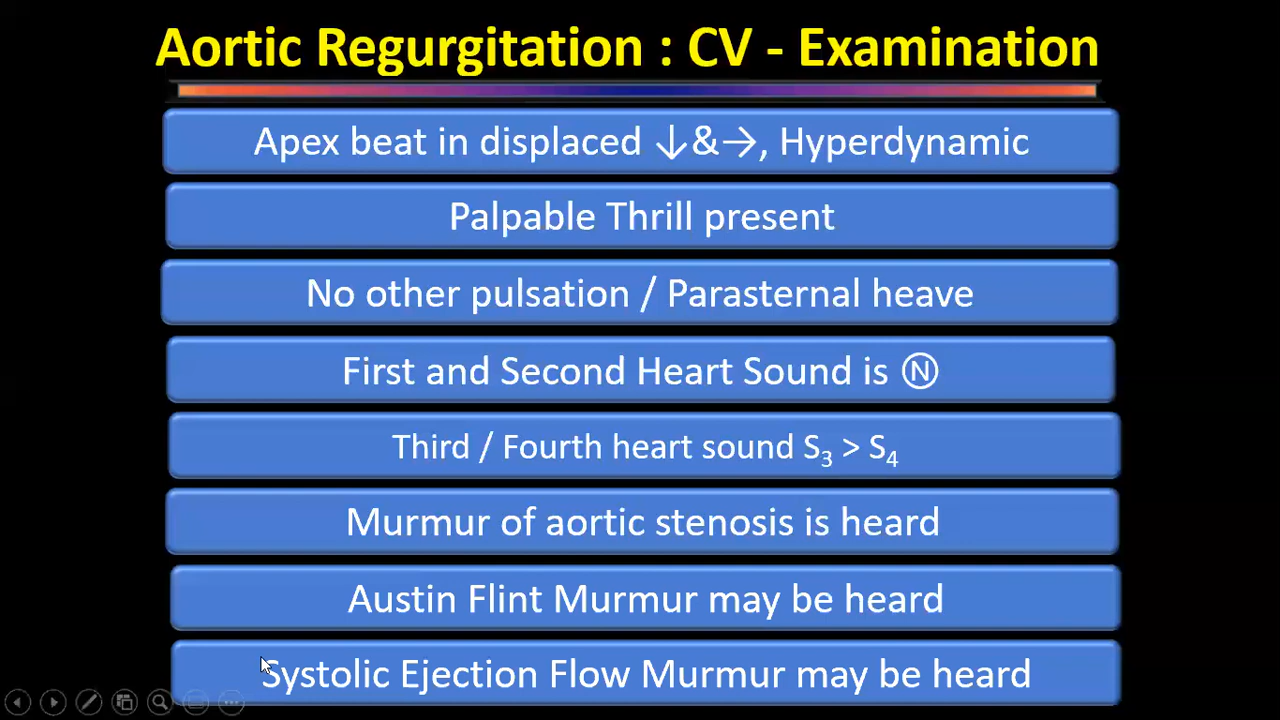 Aortic Regurgitation : CV - Examination
Apex beat in displaced ↓&→, Hyperdynamic
Palpable Thrill present
No other pulsation / Parasternal heave
First and Second Heart Sound is Ⓝ
Third / Fourth heart sound S₃ > S₄
Murmur of aortic stenosis is heard
Austin Flint Murmur may be heard
Systolic Ejection Flow Murmur may be heard